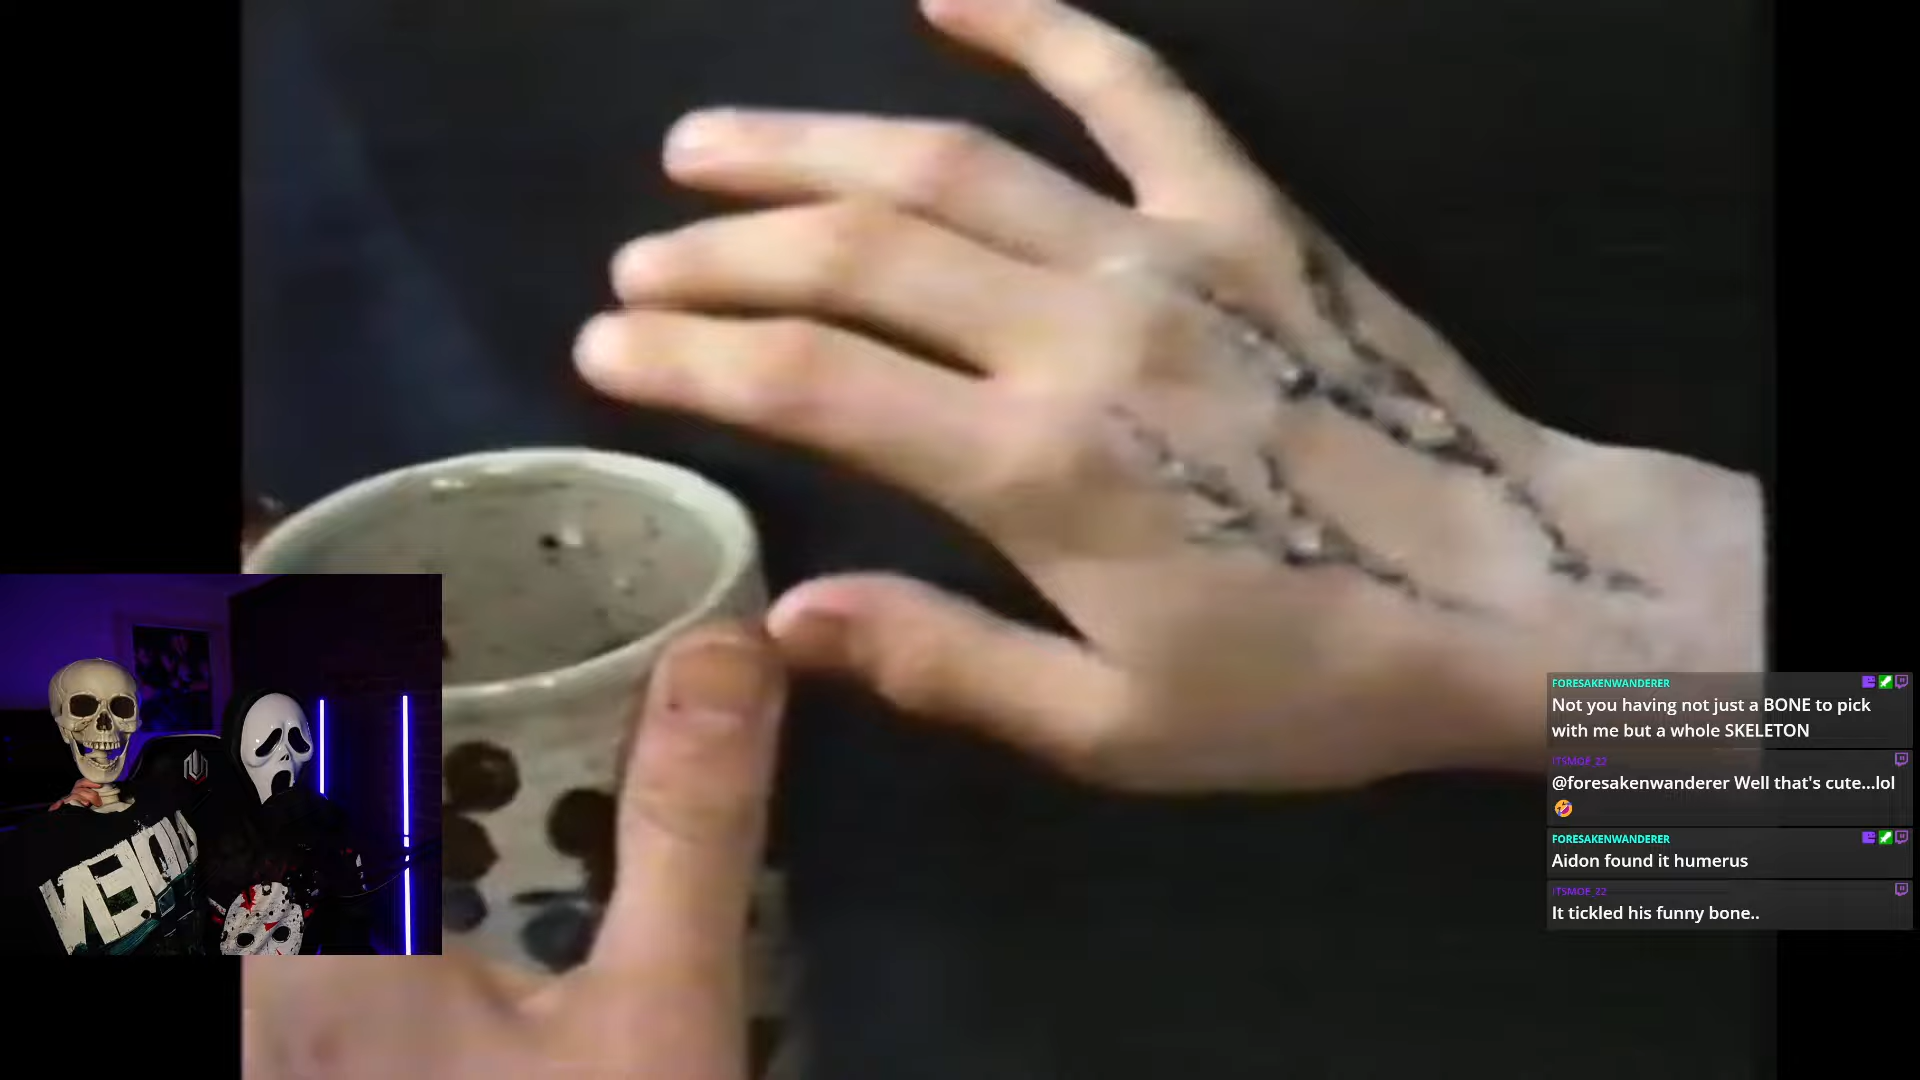 FORESAKENWANDERER
Not you having not just a BONE to pick
with me but a whole SKELETON
ITSMOE_22
@foresakenwanderer Well that's cute...lol
🤣
FORESAKENWANDERER
Aidon found it humerus
ITSMOE_22
It tickled his funny bone..